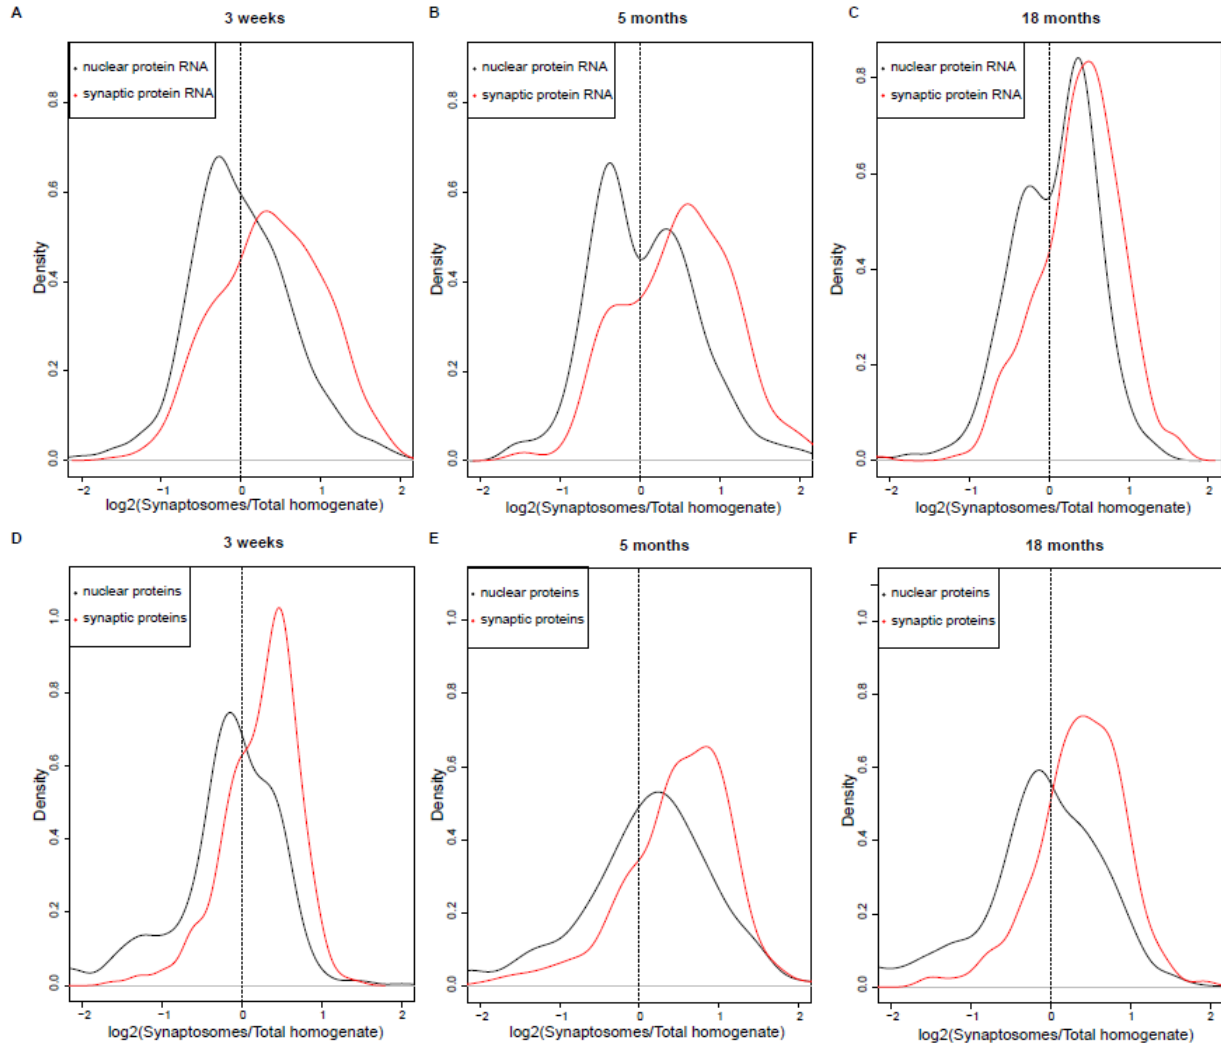 A
3 weeks
nuclear protein RNA
synaptic protein RNA
Density
0.0 0.2 0.4 0.6 0.8
−2 −1 0 1 2
log2(Synaptosomes/Total homogenate)
B
5 months
nuclear protein RNA
synaptic protein RNA
Density
0.0 0.2 0.4 0.6 0.8
−2 −1 0 1 2
log2(Synaptosomes/Total homogenate)
C
18 months
nuclear protein RNA
synaptic protein RNA
Density
0.0 0.2 0.4 0.6 0.8
−2 −1 0 1 2
log2(Synaptosomes/Total homogenate)
D
3 weeks
nuclear proteins
synaptic proteins
Density
0.0 0.2 0.4 0.6 0.8 1.0
−2 −1 0 1 2
log2(Synaptosomes/Total homogenate)
E
5 months
nuclear proteins
synaptic proteins
Density
0.0 0.2 0.4 0.6 0.8 1.0
−2 −1 0 1 2
log2(Synaptosomes/Total homogenate)
F
18 months
nuclear proteins
synaptic proteins
Density
0.0 0.2 0.4 0.6 0.8 1.0
−2 −1 0 1 2
log2(Synaptosomes/Total homogenate)